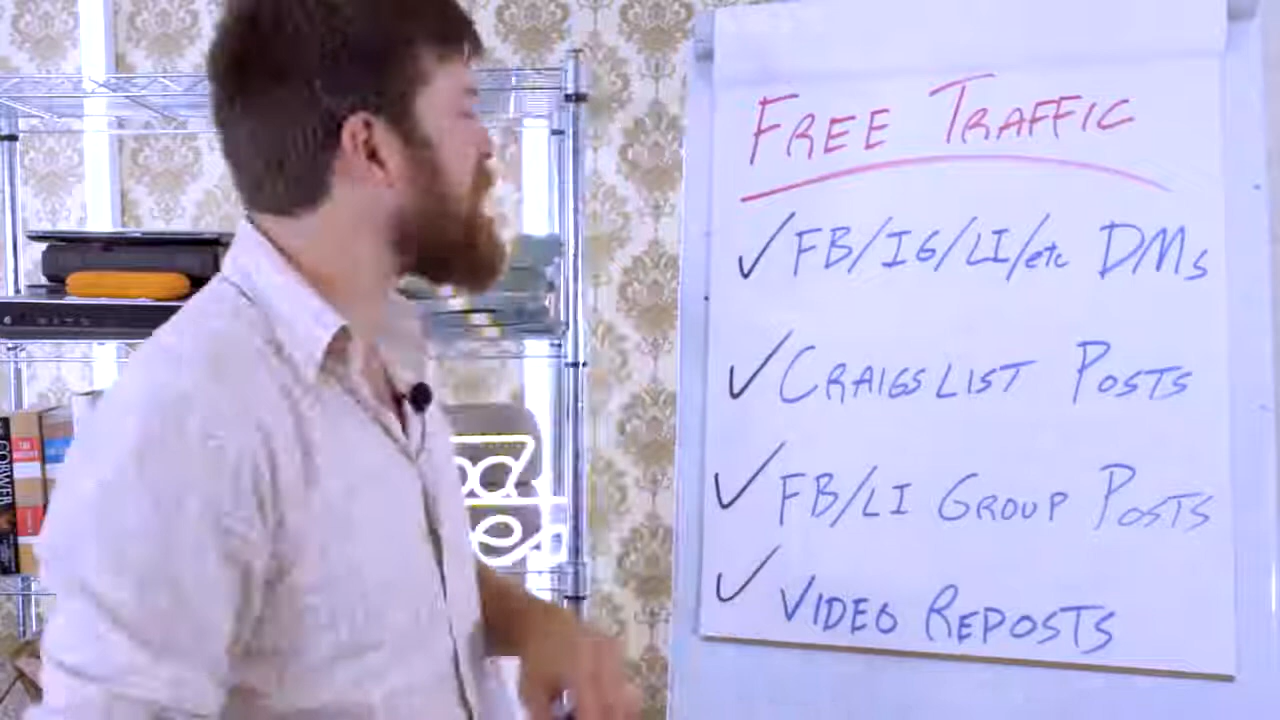 FREE TRAFFIC
✓ FB/IG/LI/etc DMs
✓ CRAIGSLIST POSTS
✓ FB/LI GROUP POSTS
✓ VIDEO REPOSTS